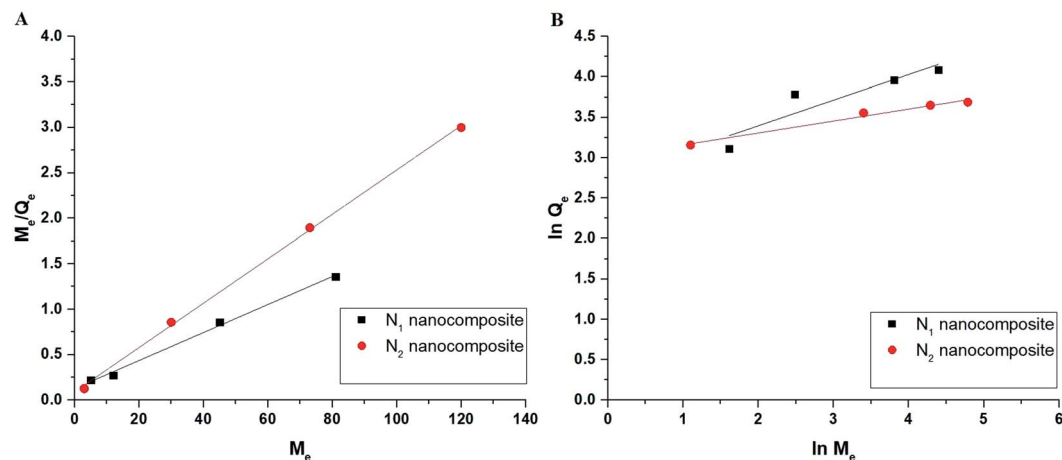 A
3.0
2.5
2.0
1.5
1.0
0.5
0.0
0 20 40 60 80 100 120 140
Mₑ/Qₑ
Mₑ
N₁ nanocomposite
N₂ nanocomposite
4.0
3.5
B
4.5
4.0
3.5
3.0
2.5
2.0
1.5
1.0
0.5
0.0
0 1 2 3 4 5 6
ln Qₑ
ln Mₑ
N₁ nanocomposite
N₂ nanocomposite